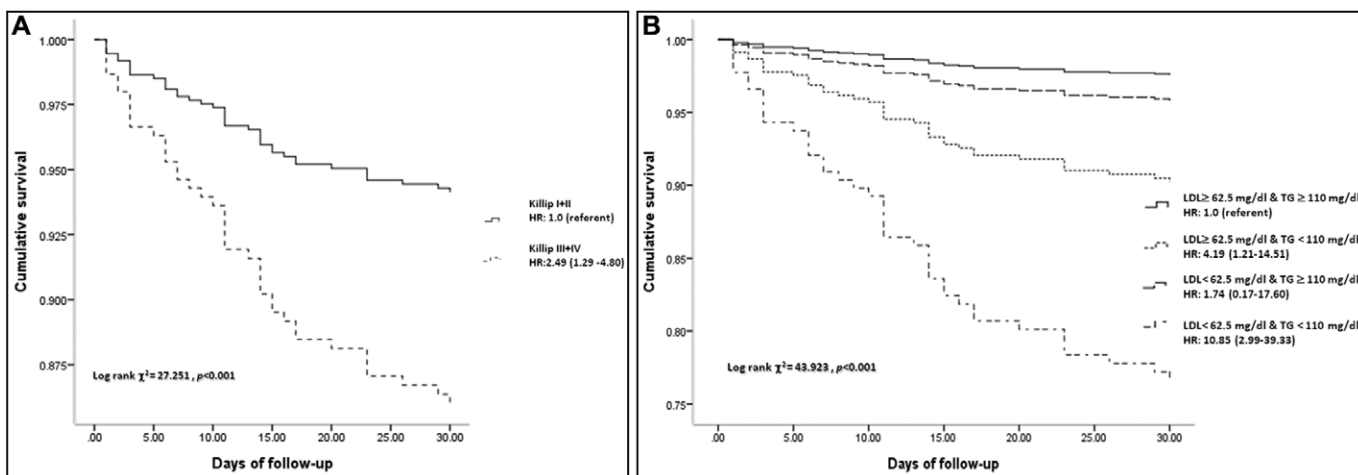 A
Cumulative survival
1.000
0.975
0.950
0.925
0.900
0.875
Killip I+II
HR: 1.0 (referent)
Killip III+IV
HR:2.49 (1.29 -4.80)
Log rank χ²= 27.251 , p<0.001
.00 5.00 10.00 15.00 20.00 25.00 30.00
Days of follow-up
B
Cumulative survival
1.00
0.95
0.90
0.85
0.80
0.75
LDL≥ 62.5 mg/dl & TG ≥ 110 mg/dl
HR: 1.0 (referent)
LDL≥ 62.5 mg/dl & TG < 110 mg/dl
HR: 4.19 (1.21-14.51)
LDL< 62.5 mg/dl & TG ≥ 110 mg/dl
HR: 1.74 (0.17-17.60)
LDL< 62.5 mg/dl & TG < 110 mg/dl
HR: 10.85 (2.99-39.33)
Log rank χ²= 43.923 , p<0.001
.00 5.00 10.00 15.00 20.00 25.00 30.00
Days of follow-up